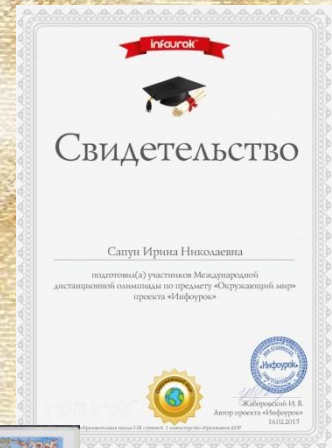 infourok
Свидетельство
Сапун Ирина Николаевна
подготовил(а) участников Международной
дистанционной олимпиады по предмету «Окружающий мир»
проекта «Инфоурок»
«Инфоурок»
Жаборовский И. В.
Автор проекта «Инфоурок»
16.02.2015